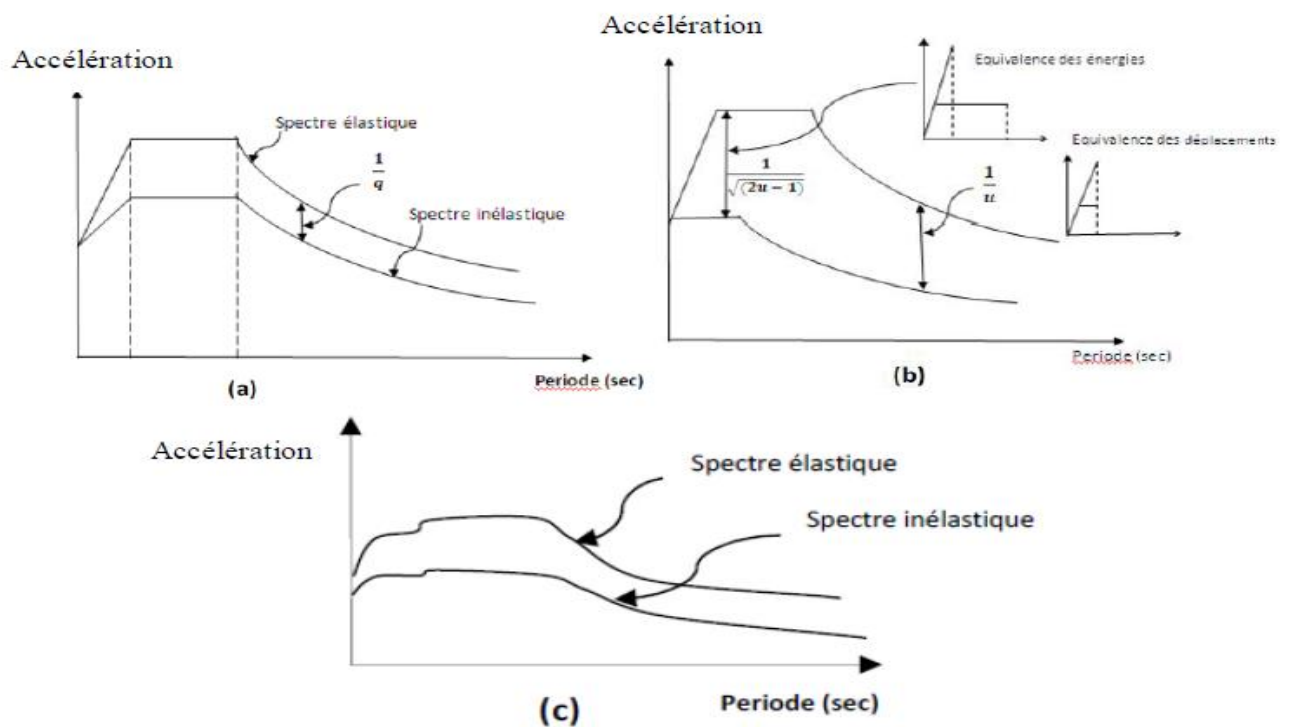 Accélération
Spectre élastique
1
q
Spectre inélastique
Periode (sec)
(a)
Accélération
Equivalence des énergies
Equivalence des déplacements
1
√(2u − 1)
1
u
Periode (sec)
(b)
Accélération
Spectre élastique
Spectre inélastique
Periode (sec)
(c)